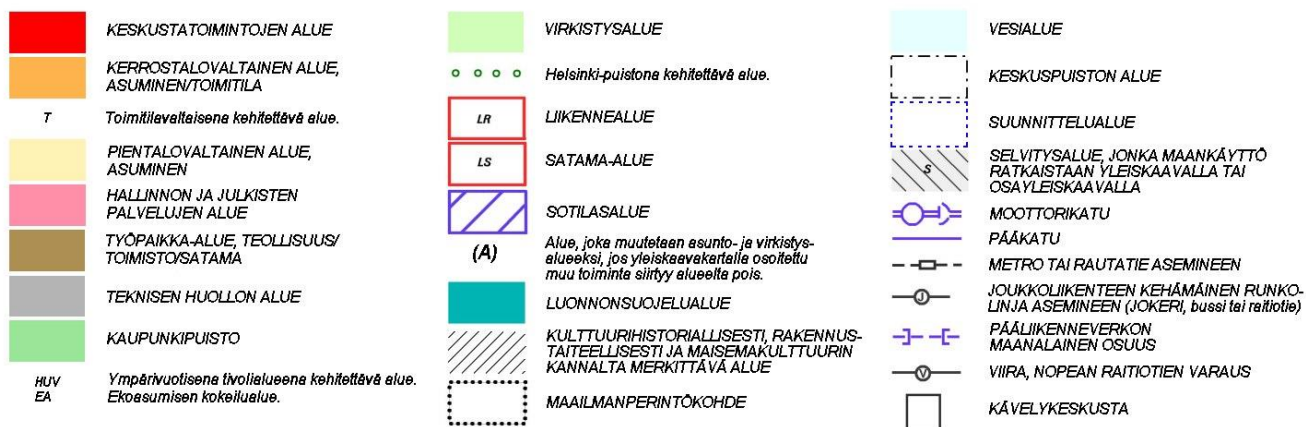 KESKUSTATOIMINTOJEN ALUE
KERROSTALOVALTAINEN ALUE,
ASUMINEN/TOIMITILA
T
Toimitilavaltaisena kehitettävä alue.
PIENTALOVALTAINEN ALUE,
ASUMINEN
HALLINNON JA JULKISTEN
PALVELUJEN ALUE
TYÖPAIKKA-ALUE, TEOLLISUUS/
TOIMISTO/SATAMA
TEKNISEN HUOLLON ALUE
KAUPUNKIPUISTO
HUV Ympärivuotisena tivolialueena kehitettävä alue.
EA Ekoasumisen kokeilualue.
VIRKISTYSALUE
Helsinki-puistona kehitettävä alue.
LR LIIKENNEALUE
LS SATAMA-ALUE
SOTILASALUE
(A) Alue, joka muutetaan asunto- ja virkistys-
alueeksi, jos yleiskaavakartalla osoitettu
muu toiminta siirtyy alueelta pois.
LUONNONSUOJELUALUE
KULTTUURIHISTORIALLISESTI, RAKENNUS-
TAITEELLISESTI JA MAISEMAKULTTUURIN
KANNALTA MERKITTÄVÄ ALUE
MAAILMANPERINTÖKOHDE
VESIALUE
KESKUSPUISTON ALUE
SUUNNITTELUALUE
SELVITYSALUE, JONKA MAANKÄYTTÖ
S RATKAISTAAN YLEISKAAVALLA TAI
OSAYLEISKAAVALLA
MOOTTORIKATU
PÄÄKATU
METRO TAI RAUTATIE ASEMINEEN
J JOUKKOLIIKENTEEN KEHÄMÄINEN RUNKO-
LINJA ASEMINEEN (JOKERI, bussi tai raitiotie)
PÄÄLIIKENNEVERKON
MAANALAINEN OSUUS
V VIIRA, NOPEAN RAITIOTIEN VARAUS
KÄVELYKESKUSTA